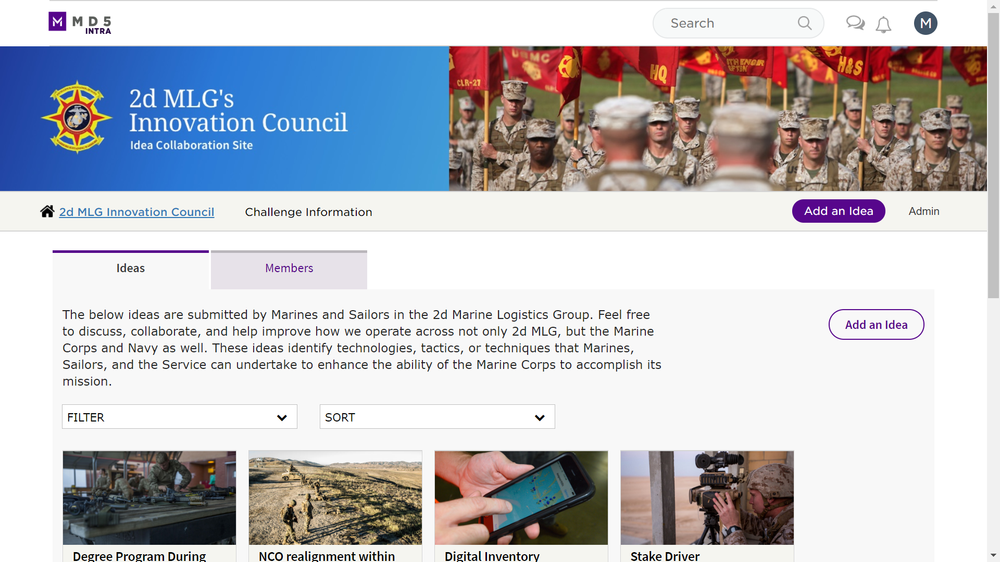 M
M D 5
INTRA
Search
M
CLR-27
USMC
HQ
H&S
A
2d MLG's
Innovation Council
Idea Collaboration Site
2d MLG Innovation Council
Challenge Information
Add an Idea
Admin
Ideas
Members
The below ideas are submitted by Marines and Sailors in the 2d Marine Logistics Group. Feel free
to discuss, collaborate, and help improve how we operate across not only 2d MLG, but the Marine
Corps and Navy as well. These ideas identify technologies, tactics, or techniques that Marines,
Sailors, and the Service can undertake to enhance the ability of the Marine Corps to accomplish its
mission.
Add an Idea
FILTER
SORT
Degree Program During
NCO realignment within
Digital Inventory
Stake Driver